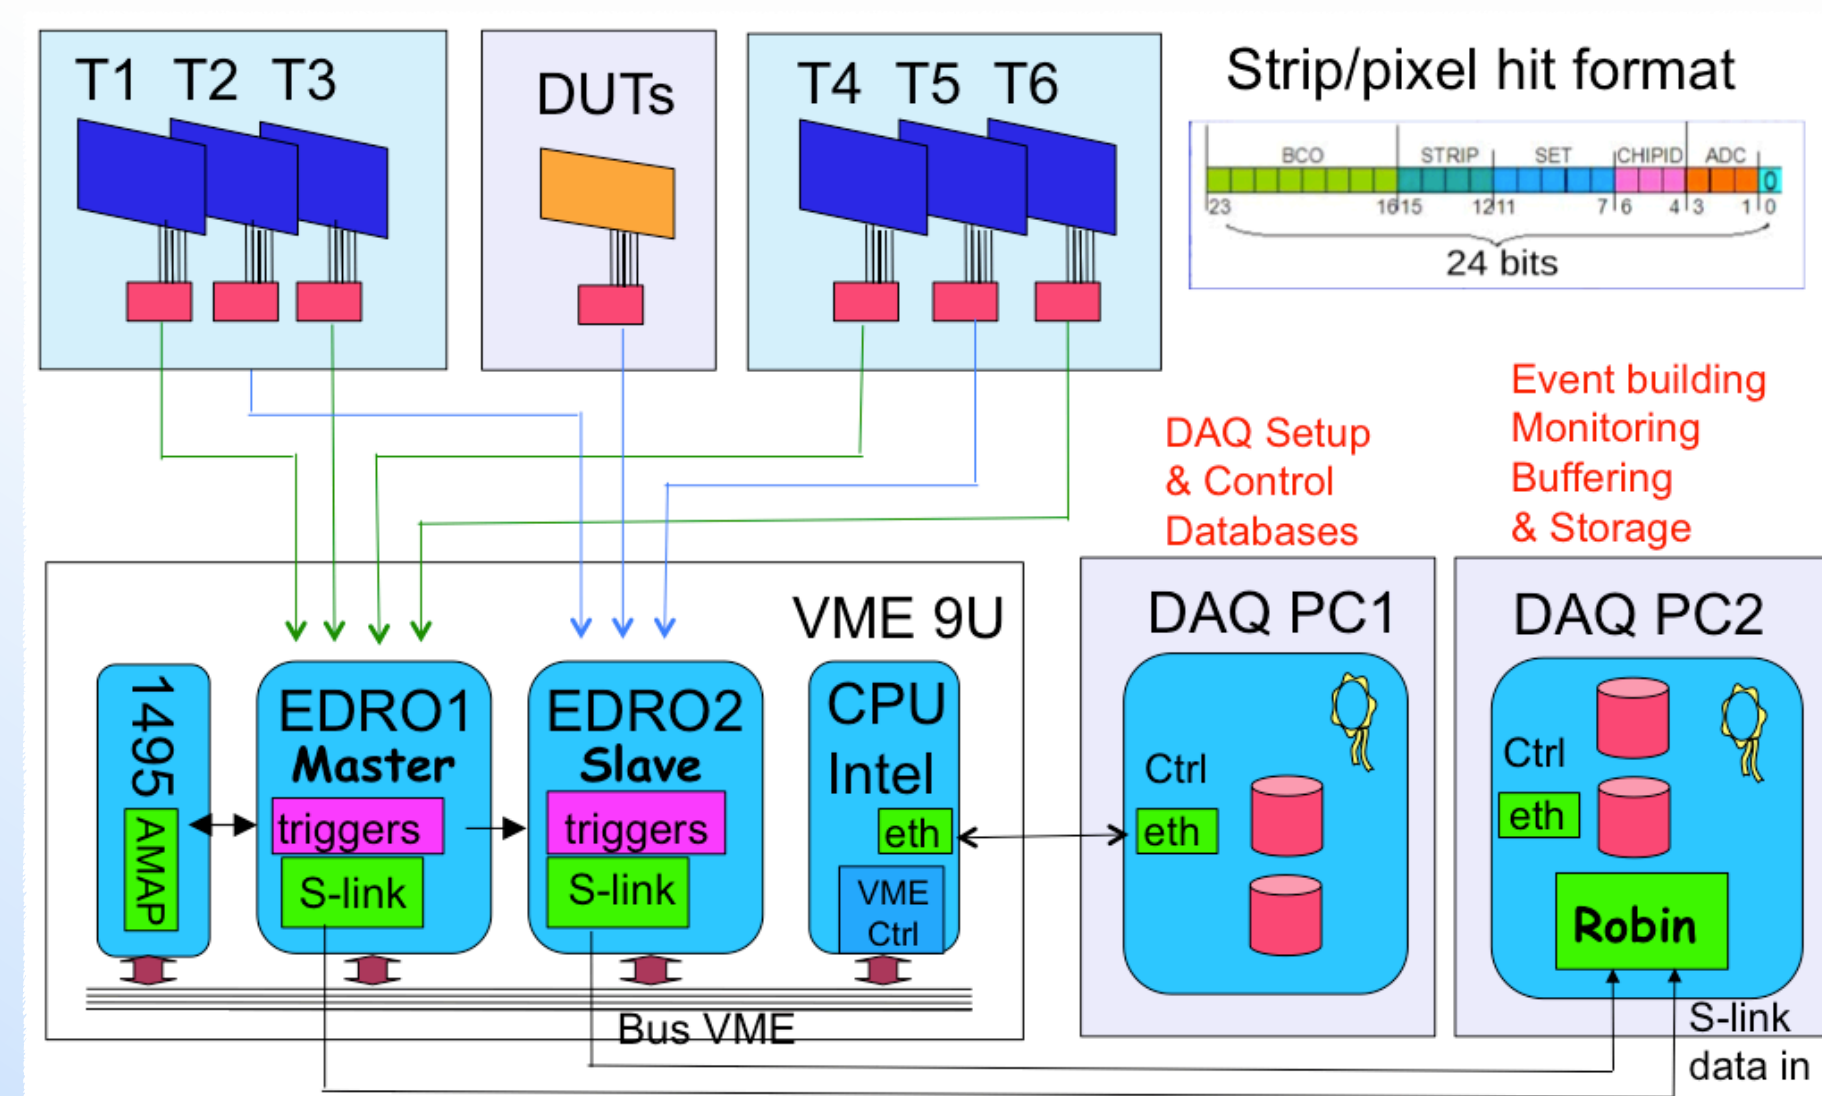 T1 T2 T3
DUTs
T4 T5 T6
Strip/pixel hit format
BCO STRIP SET CHIPID ADC
0
23 16 15 12 11 7 6 4 3 1 0
24 bits
DAQ Setup
& Control
Databases
Event building
Monitoring
Buffering
& Storage
VME 9U
1495
AMAP
EDRO1
Master
triggers
S-link
EDRO2
Slave
triggers
S-link
CPU
Intel
eth
VME
Ctrl
Bus VME
DAQ PC1
Ctrl
eth
DAQ PC2
Ctrl
eth
Robin
S-link
data in